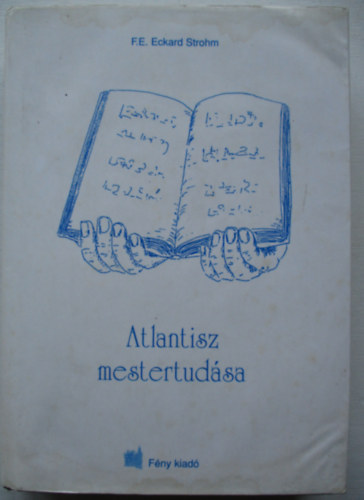 F.E. Eckard Strohm
Atlantisz
mestertudása
Fény kiadó